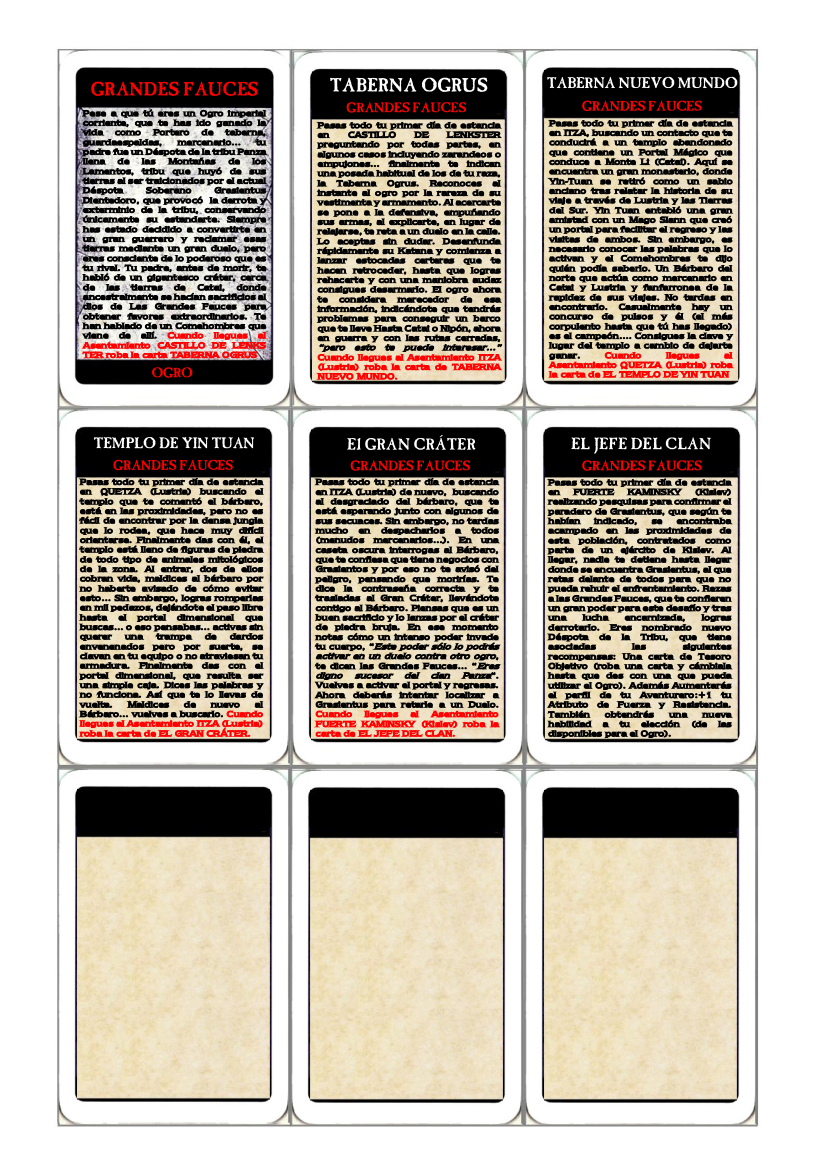 GRANDES FAUCES
Pese a que tú eres un Ogro Imperial
corriente, que te has ido ganado la
vida como Portero de taberna,
guardaespaldas, mercenario... tu
padre fue un Déspota de la tribu Panza
llena de las Montañas de los
Lamentos, tribu que huyó de sus
tierras al ser traicionados por el actual
Déspota Soberano Grasientus
Dientedoro, que provocó la derrota y
exterminio de la tribu, conservando
únicamente su estandarte. Siempre
has estado decidido a convertirte en
un gran guerrero y reclamar esas
tierras mediante un gran duelo, pero
eres consciente de lo poderoso que es
tu rival. Tu padre, antes de morir, te
habló de un gigantesco cráter, cerca
de las tierras de Catai, donde
ancestralmente se hacían sacrificios al
dios de Las Grandes Fauces para
obtener favores extraordinarios. Te
han hablado de un Comehombres que
viene de allí. Cuando llegues al
Asentamiento CASTILLO DE LENKS
TER roba la carta TABERNA OGRUS
OGRO
TABERNA OGRUS
GRANDES FAUCES
Pasas todo tu primer día de estancia
en CASTILLO DE LENKSTER
preguntando por todas partes, en
algunos casos incluyendo zarandeos o
empujones... finalmente te indican
una posada habitual de los de tu raza,
la Taberna Ogrus. Reconoces al
instante al ogro por la rareza de su
vestimenta y armamento. Al acercarte
se pone a la defensiva, empuñando
sus armas, al explicarte, en lugar de
relajarse, te reta a un duelo en la calle.
Lo aceptas sin dudar. Desenfunda
rápidamente su Katana y comienza a
lanzar estocadas certeras que te
hacen retroceder, hasta que logras
rehacerte y con una maniobra audaz
consigues desarmarlo. El ogro ahora
te considera merecedor de esa
información, indicándote que tendrás
problemas para conseguir un barco
que te lleve Hasta Catai o Nipón, ahora
en guerra y con las rutas cerradas,
"pero esto te puede interesar..."
Cuando llegues al Asentamiento ITZA
(Lustria) roba la carta de TABERNA
NUEVO MUNDO.
TABERNA NUEVO MUNDO
GRANDES FAUCES
Pasas todo tu primer día de estancia
en ITZA, buscando un contacto que te
conducirá a un templo abandonado
que contiene un Portal Mágico que
conduce a Monte Li (Catai). Aquí se
encuentra un gran monasterio, donde
Yin-Tuan se retiró como un sabio
anciano tras relatar la historia de su
viaje a través de Lustria y las Tierras
del Sur. Yin Tuan entabló una gran
amistad con un Mago Slann que creó
un portal para facilitar el regreso y las
visitas de ambos. Sin embargo, es
necesario conocer las palabras que lo
activan y el Comehombres te dijo
quién podía saberlo. Un Bárbaro del
norte que actúa como mercenario en
Catai y Lustria y fanfarronea de la
rapidez de sus viajes. No tardas en
encontrarlo. Casualmente hay un
concurso de pulsos y él (el más
corpulento hasta que tú has llegado)
es el campeón... Consigues la clave y
lugar del templo a cambio de dejarte
ganar. Cuando llegues al
Asentamiento QUETZA (Lustria) roba
la carta de EL TEMPLO DE YIN TUAN
TEMPLO DE YIN TUAN
GRANDES FAUCES
Pasas todo tu primer día de estancia
en QUETZA (Lustria) buscando el
templo que te comentó el bárbero,
está en las proximidades, pero no es
fácil de encontrar por la densa jungla
que lo rodea, que hace muy difícil
orientarse. Finalmente das con él, el
templo está lleno de figuras de piedra
de todo tipo de animales mitológicos
de la zona. Al entrar, dos de ellos
cobran vida, maldices el bárbero por
no haberte avisado de cómo evitar
esto... Sin embargo, logras romperlos
en mil pedazos, dejándote el paso libre
hasta el portal dimensional que
buscas... o eso pensabas... activas sin
querer una trampa de dardos
envenenados pero por suerte, se
clavan en tu equipo o no atraviesan tu
armadura. Finalmente das con el
portal dimensional, que resulta ser
una simple caja. Dices las palabras y
no funciona. Así que te lo llevas de
vuelta. Maldices de nuevo al
Bárbero... vuelves a buscarlo. Cuando
llegues al Asentamiento ITZA (Lustria)
roba la carta de EL GRAN CRÁTER.
El GRAN CRÁTER
GRANDES FAUCES
Pasas todo tu primer día de estancia
en ITZA (Lustria) de nuevo, buscando
al desgraciado del bárbero, que te
está esperando junto con algunos de
sus secuaces. Sin embargo, no tardas
mucho en despacharlos a todos
(menudos mercenarios...). En una
caseta oscura interrogas al Bárbero,
que te confiesa que tiene negocios con
Grasientos y por eso no te avisó del
peligro, pensando que morirías. Te
dice la contraseña correcta y te
trasladas al Gran Cráter, llevándote
contigo al Bárbero. Piensas que es un
buen sacrificio y lo lanzas por el cráter
de piedra bruja. En ese momento
notas cómo un intenso poder invade
tu cuerpo, "Este poder sólo lo podrás
activar en un duelo contra otro ogro,
te dicen las Grandes Fauces... "Eres
digno sucesor del clan Panza".
Vuelves a activar el portal y regresas.
Ahora deberás intentar localizar a
Grasientus para retarle a un Duelo.
Cuando llegues al Asentamiento
FUERTE KAMINSKY (Kislev) roba la
carta de EL JEFE DEL CLAN.
EL JEFE DEL CLAN
GRANDES FAUCES
Pasas todo tu primer día de estancia
en FUERTE KAMINSKY (Kislev)
realizando pesquisas para confirmar el
paradero de Grasientus, que según te
habían indicado, se encontraba
acampado en las proximidades de
esta población, contratados como
parte de un ejército de Kislev. Al
llegar, nadie te detiene hasta llegar
donde se encuentra Grasientus, al que
retas delante de todos para que no
pueda rehuir el enfrentamiento. Rezas
a las Grandes Fauces, que te confieren
un gran poder para este desafío y tras
una lucha encarnizada, logras
derrotarlo. Eres nombrado nuevo
Déspota de la Tribu, que tiene
asociadas las siguientes
recompensas: Una carta de Tesoro
Objetivo (roba una carta y cámbiala
hasta que des con una que pueda
utilizar el Ogro). Además Aumentarás
el perfil de tu Aventurero:+1 tu
Atributo de Fuerza y Resistencia.
También obtendrás una nueva
habilidad a tu elección (de las
disponibles para el Ogro).